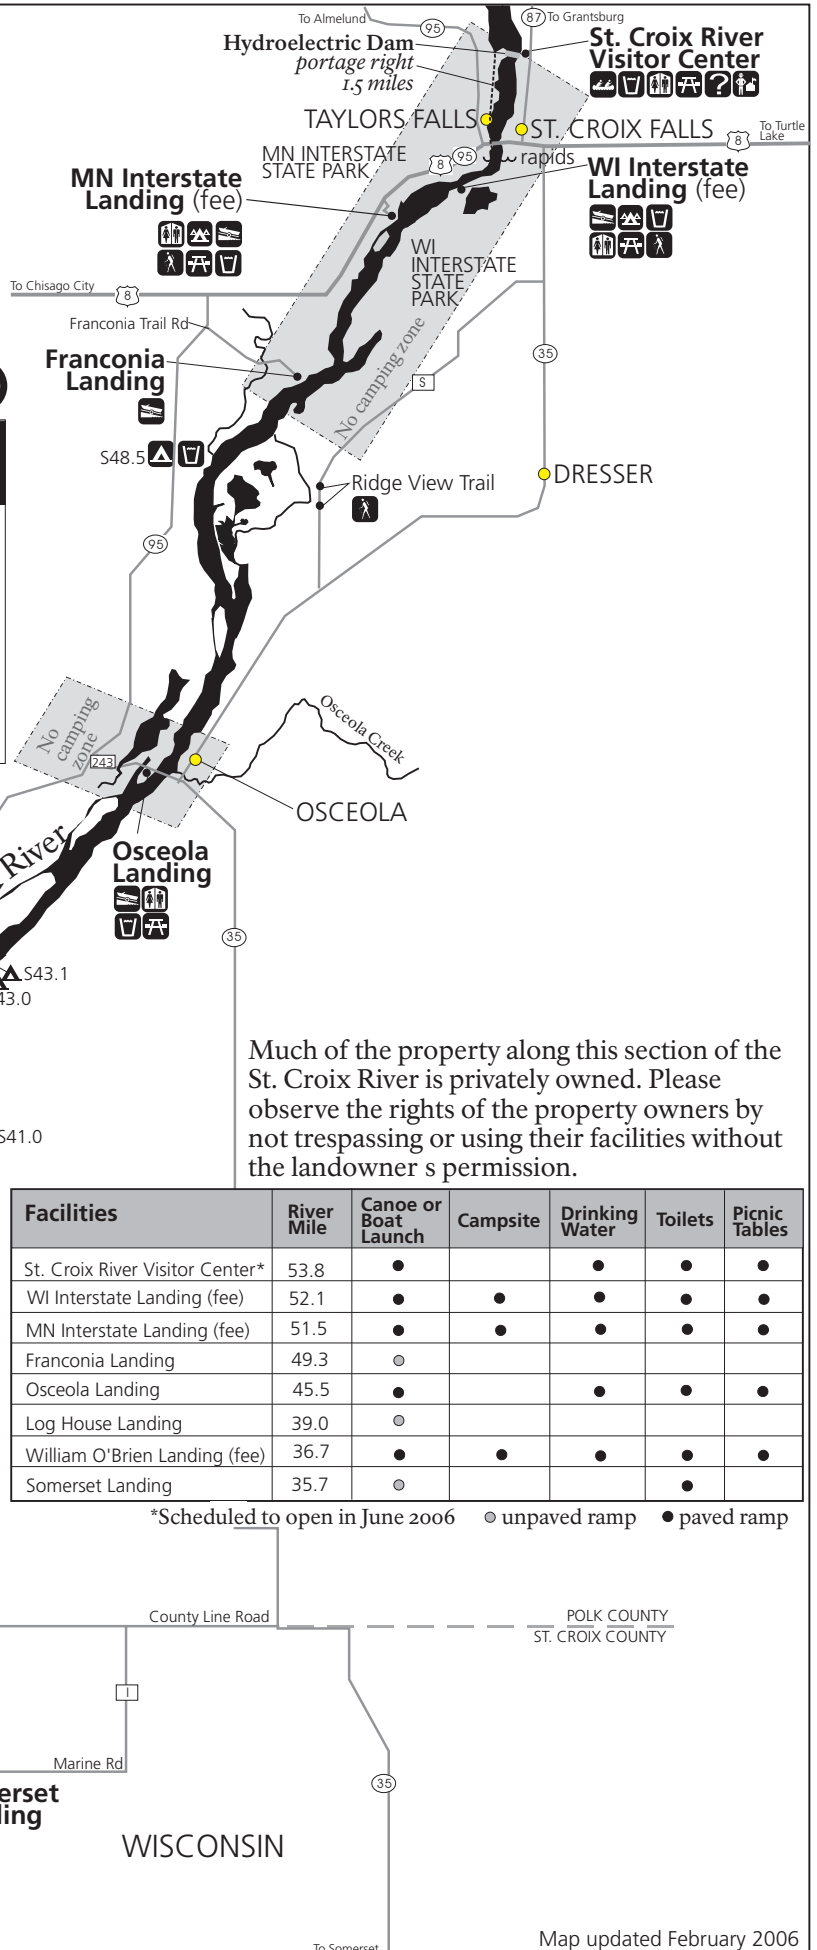 To Almelund
95
87
To Grantsburg
Hydroelectric Dam
portage right
1.5 miles
St. Croix River
Visitor Center
?
TAYLORS FALLS
ST. CROIX FALLS
8
To Turtle
Lake
MN INTERSTATE
STATE PARK
8
95
rapids
MN Interstate
Landing (fee)
WI Interstate
Landing (fee)
WI
INTERSTATE
STATE
PARK
To Chisago City
8
Franconia Trail Rd
No camping zone
35
Franconia
Landing
S
S48.5
Ridge View Trail
DRESSER
95
No
camping
zone
243
Osceola Creek
OSCEOLA
River
Osceola
Landing
35
S43.1
43.0
S41.0
Much of the property along this section of the
St. Croix River is privately owned. Please
observe the rights of the property owners by
not trespassing or using their facilities without
the landowner s permission.
Facilities River Mile Canoe or Boat Launch Campsite Drinking Water Toilets Picnic Tables
St. Croix River Visitor Center* 53.8 ● ● ● ●
WI Interstate Landing (fee) 52.1 ● ● ● ● ●
MN Interstate Landing (fee) 51.5 ● ● ● ● ●
Franconia Landing 49.3 ○
Osceola Landing 45.5 ● ● ● ●
Log House Landing 39.0 ○
William O'Brien Landing (fee) 36.7 ● ● ● ● ●
Somerset Landing 35.7 ○ ●
*Scheduled to open in June 2006 ○ unpaved ramp ● paved ramp
County Line Road
POLK COUNTY
ST. CROIX COUNTY
I
Marine Rd
erset
ling
35
WISCONSIN
To Somerset
Map updated February 2006